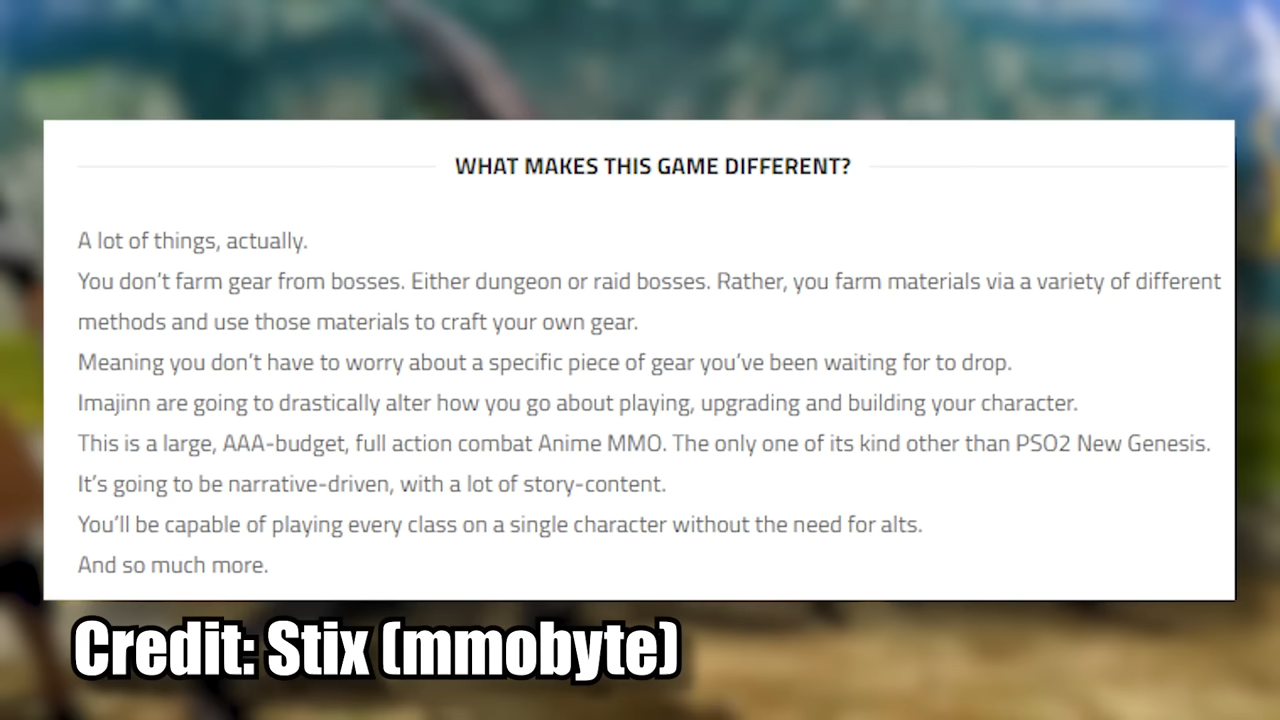 WHAT MAKES THIS GAME DIFFERENT?
A lot of things, actually.
You don't farm gear from bosses. Either dungeon or raid bosses. Rather, you farm materials via a variety of different
methods and use those materials to craft your own gear.
Meaning you don't have to worry about a specific piece of gear you've been waiting for to drop.
Imajinn are going to drastically alter how you go about playing, upgrading and building your character.
This is a large, AAA-budget, full action combat Anime MMO. The only one of its kind other than PSO2 New Genesis.
It's going to be narrative-driven, with a lot of story-content.
You'll be capable of playing every class on a single character without the need for alts.
And so much more.
Credit: Stix (mmobyte)